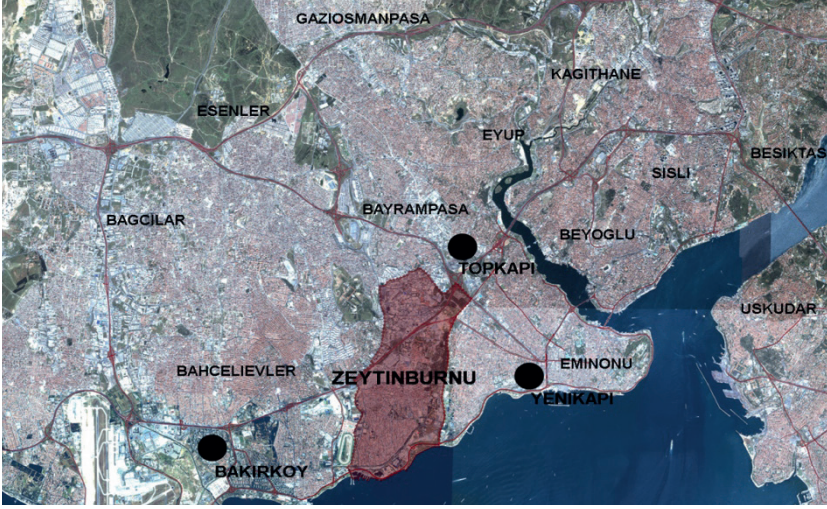 GAZIOSMANPASA
KAGITHANE
ESENLER
EYUP
BESIKTAS
SISLI
BAYRAMPASA
BAGCILAR
BEYOGLU
TOPKAPI
USKUDAR
EMINONU
BAHCELIEVLER
ZEYTINBURNU
YENIKAPI
BAKIRKOY